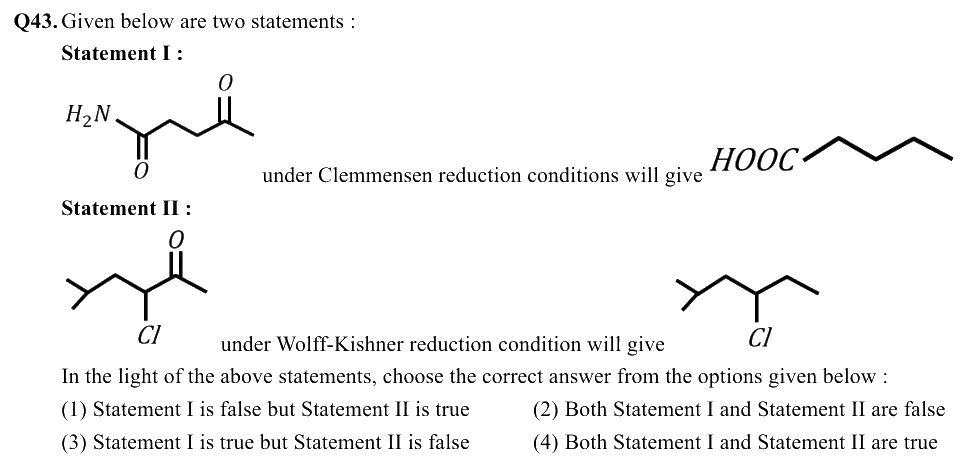 Q43. Given below are two statements :
Statement I :
O
H₂N
O
under Clemmensen reduction conditions will give
HOOC
Statement II :
O
Cl
under Wolff-Kishner reduction condition will give
Cl
In the light of the above statements, choose the correct answer from the options given below :
(1) Statement I is false but Statement II is true (2) Both Statement I and Statement II are false
(3) Statement I is true but Statement II is false (4) Both Statement I and Statement II are true